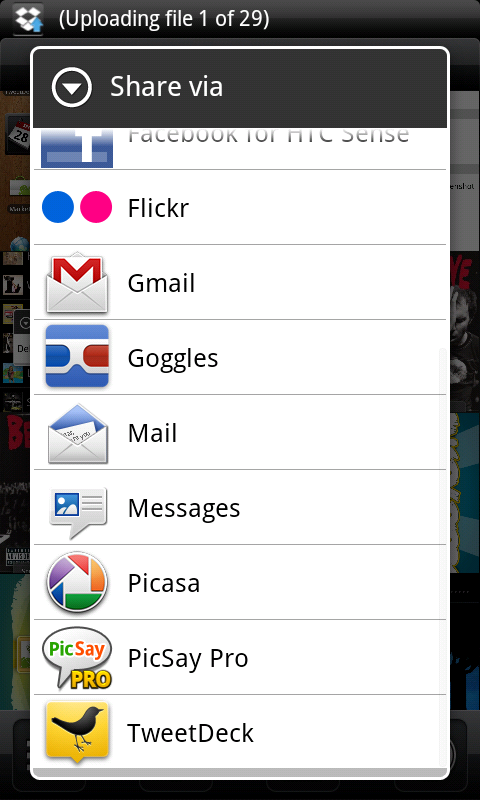 (Uploading file 1 of 29)
Share via
Facebook for HTC Sense
Flickr
Gmail
Goggles
Mail
Messages
Picasa
PicSay
PRO
PicSay Pro
TweetDeck